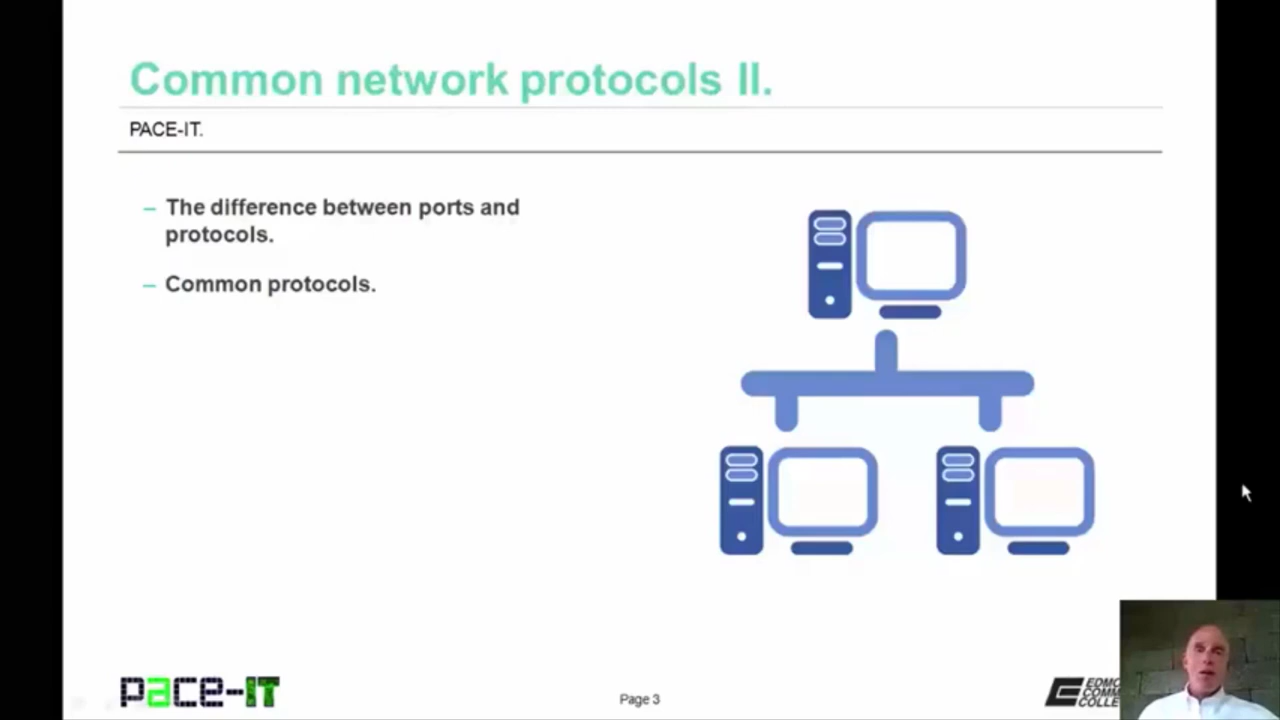 Common network protocols II.
PACE-IT.
– The difference between ports and
protocols.
– Common protocols.
pace-IT
Page 3